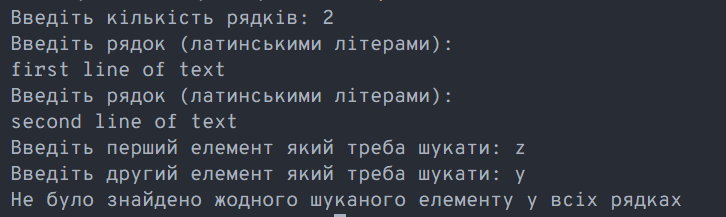 Введіть кількість рядків: 2
Введіть рядок (латинськими літерами):
first line of text
Введіть рядок (латинськими літерами):
second line of text
Введіть перший елемент який треба шукати: z
Введіть другий елемент який треба шукати: y
Не було знайдено жодного шуканого елементу у всіх рядках